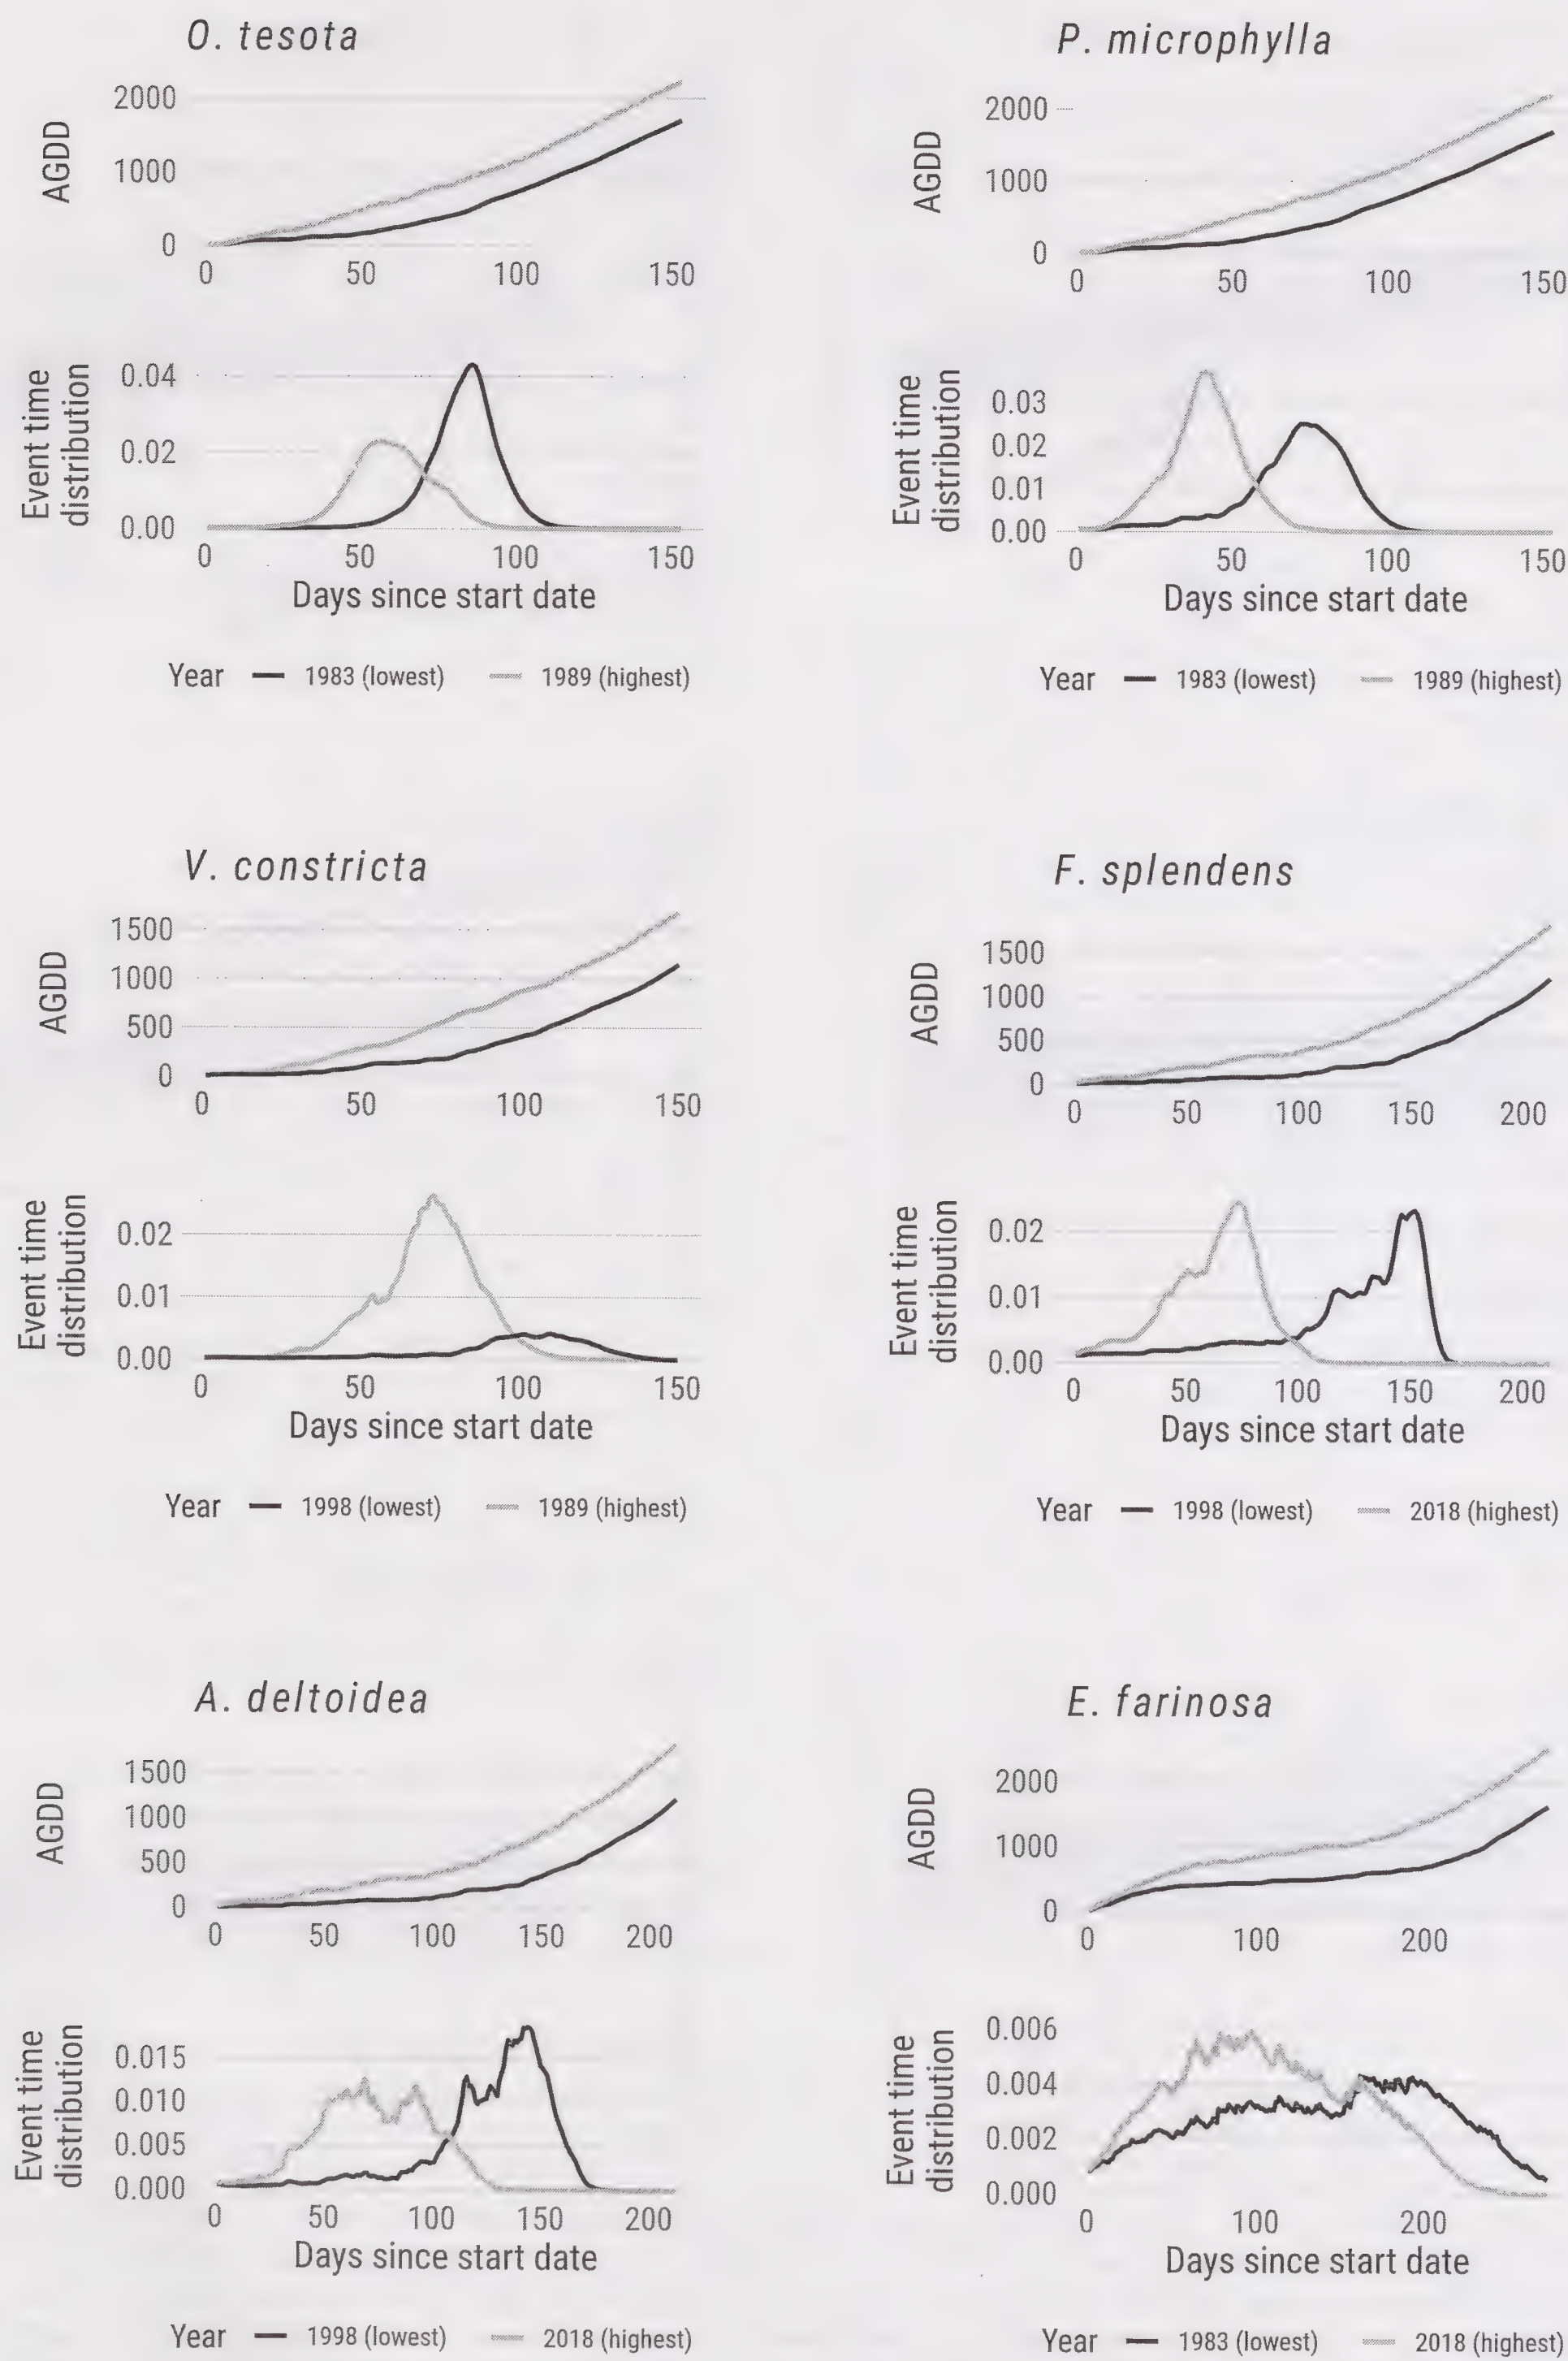 O. tesota
AGDD
2000
1000
0
0 50 100 150
Event time
distribution
0.04
0.02
0.00
0 50 100 150
Days since start date
Year 1983 (lowest) 1989 (highest)
P. microphylla
AGDD
2000
1000
0
0 50 100 150
Event time
distribution
0.03
0.02
0.01
0.00
0 50 100 150
Days since start date
Year 1983 (lowest) 1989 (highest)
V. constricta
AGDD
1500
1000
500
0
0 50 100 150
Event time
distribution
0.02
0.01
0.00
0 50 100 150
Days since start date
Year 1998 (lowest) 1989 (highest)
F. splendens
AGDD
1500
1000
500
0
0 50 100 150 200
Event time
distribution
0.02
0.01
0.00
0 50 100 150 200
Days since start date
Year 1998 (lowest) 2018 (highest)
A. deltoidea
AGDD
1500
1000
500
0
0 50 100 150 200
Event time
distribution
0.015
0.010
0.005
0.000
0 50 100 150 200
Days since start date
Year 1998 (lowest) 2018 (highest)
E. farinosa
AGDD
2000
1000
0
0 100 200
Event time
distribution
0.006
0.004
0.002
0.000
0 100 200
Days since start date
Year 1983 (lowest) 2018 (highest)